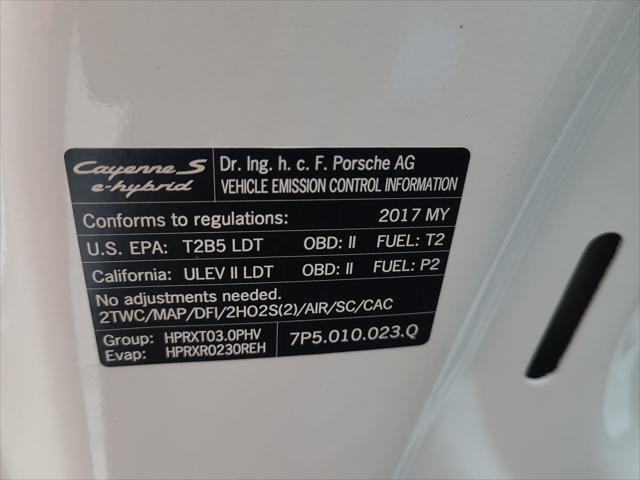 Cayenne S
e-hybrid
Dr. Ing. h. c. F. Porsche AG
VEHICLE EMISSION CONTROL INFORMATION
Conforms to regulations: 2017 MY
U.S. EPA: T2B5 LDT OBD: II FUEL: T2
California: ULEV II LDT OBD: II FUEL: P2
No adjustments needed.
2TWC/MAP/DFI/2HO2S(2)/AIR/SC/CAC
Group: HPRXT03.0PHV
Evap: HPRXR0230REH
7P5.010.023.Q